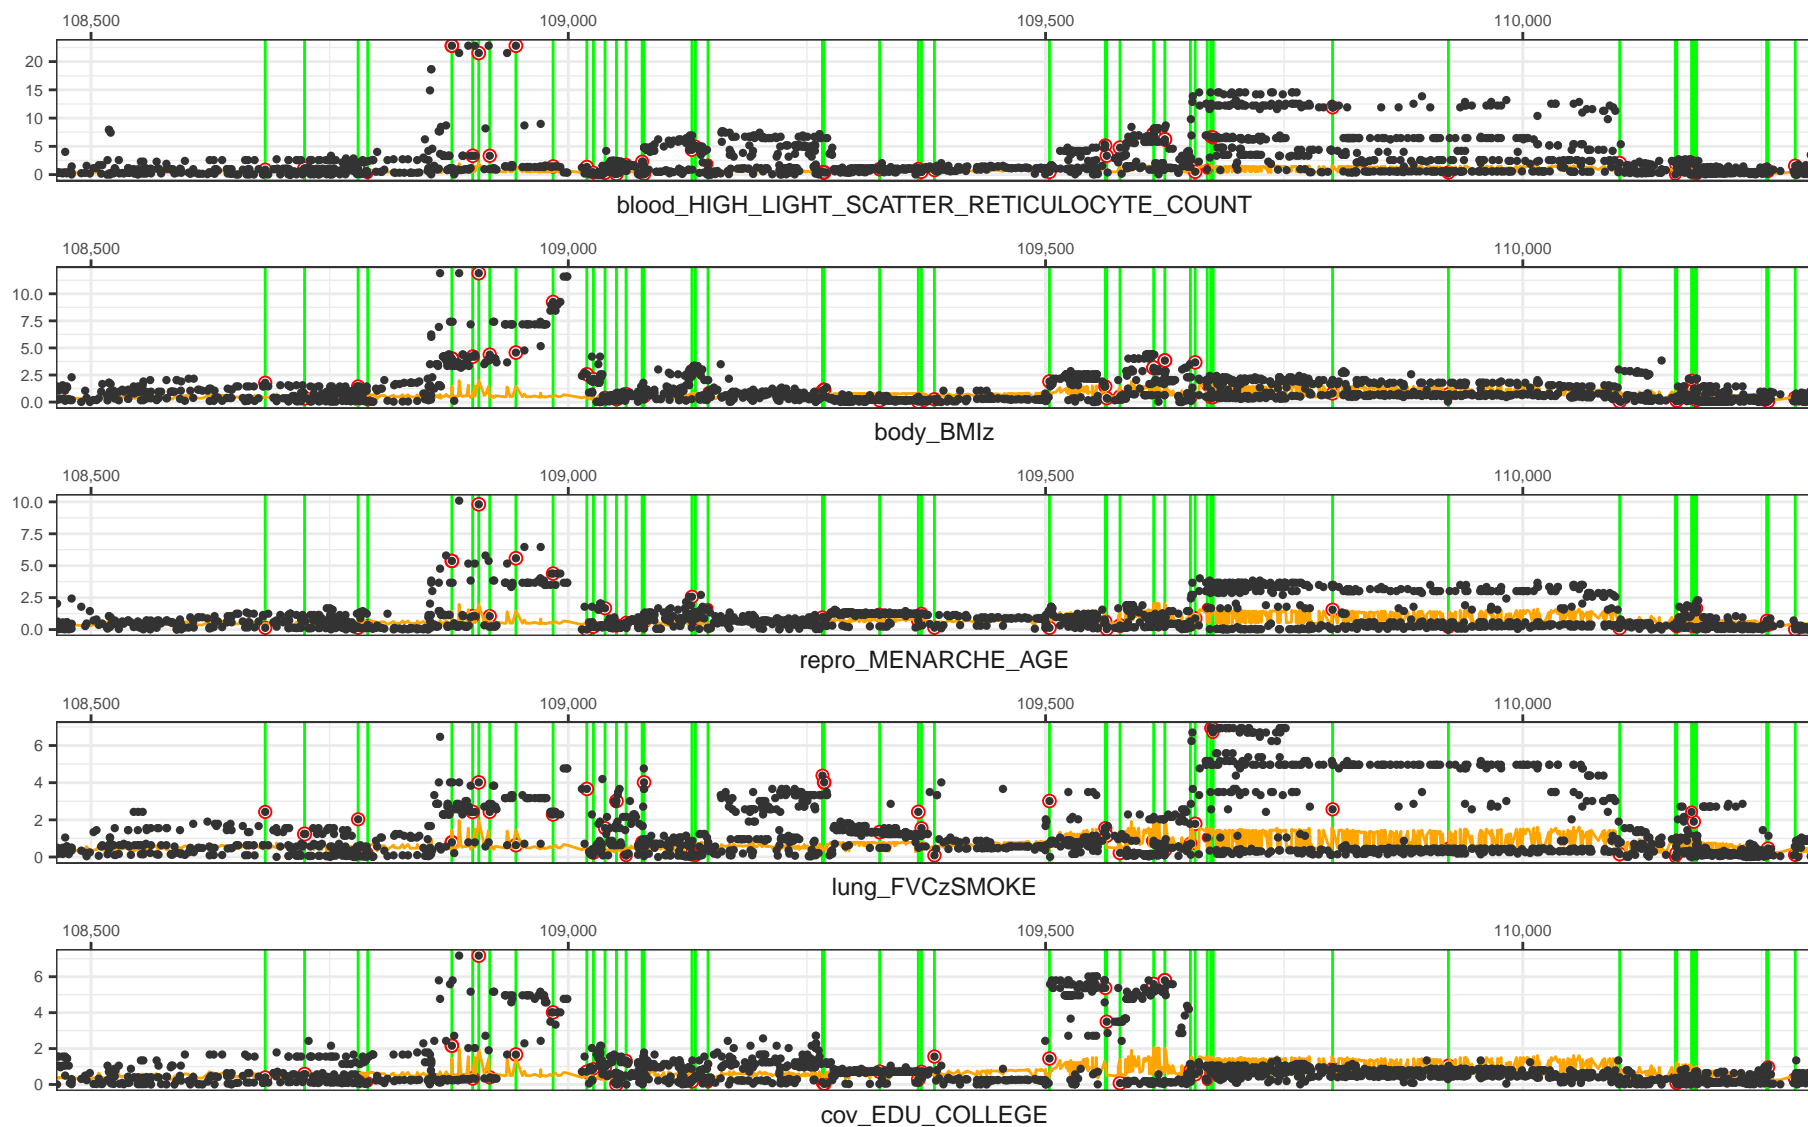 108,500 109,000 109,500 110,000
20
15
10
5
0
blood_HIGH_LIGHT_SCATTER_RETICULOCYTE_COUNT
108,500 109,000 109,500 110,000
10.0
7.5
5.0
2.5
0.0
body_BMIz
108,500 109,000 109,500 110,000
10.0
7.5
5.0
2.5
0.0
repro_MENARCHE_AGE
108,500 109,000 109,500 110,000
6
4
2
0
lung_FVCzSMOKE
108,500 109,000 109,500 110,000
6
4
2
0
cov_EDU_COLLEGE